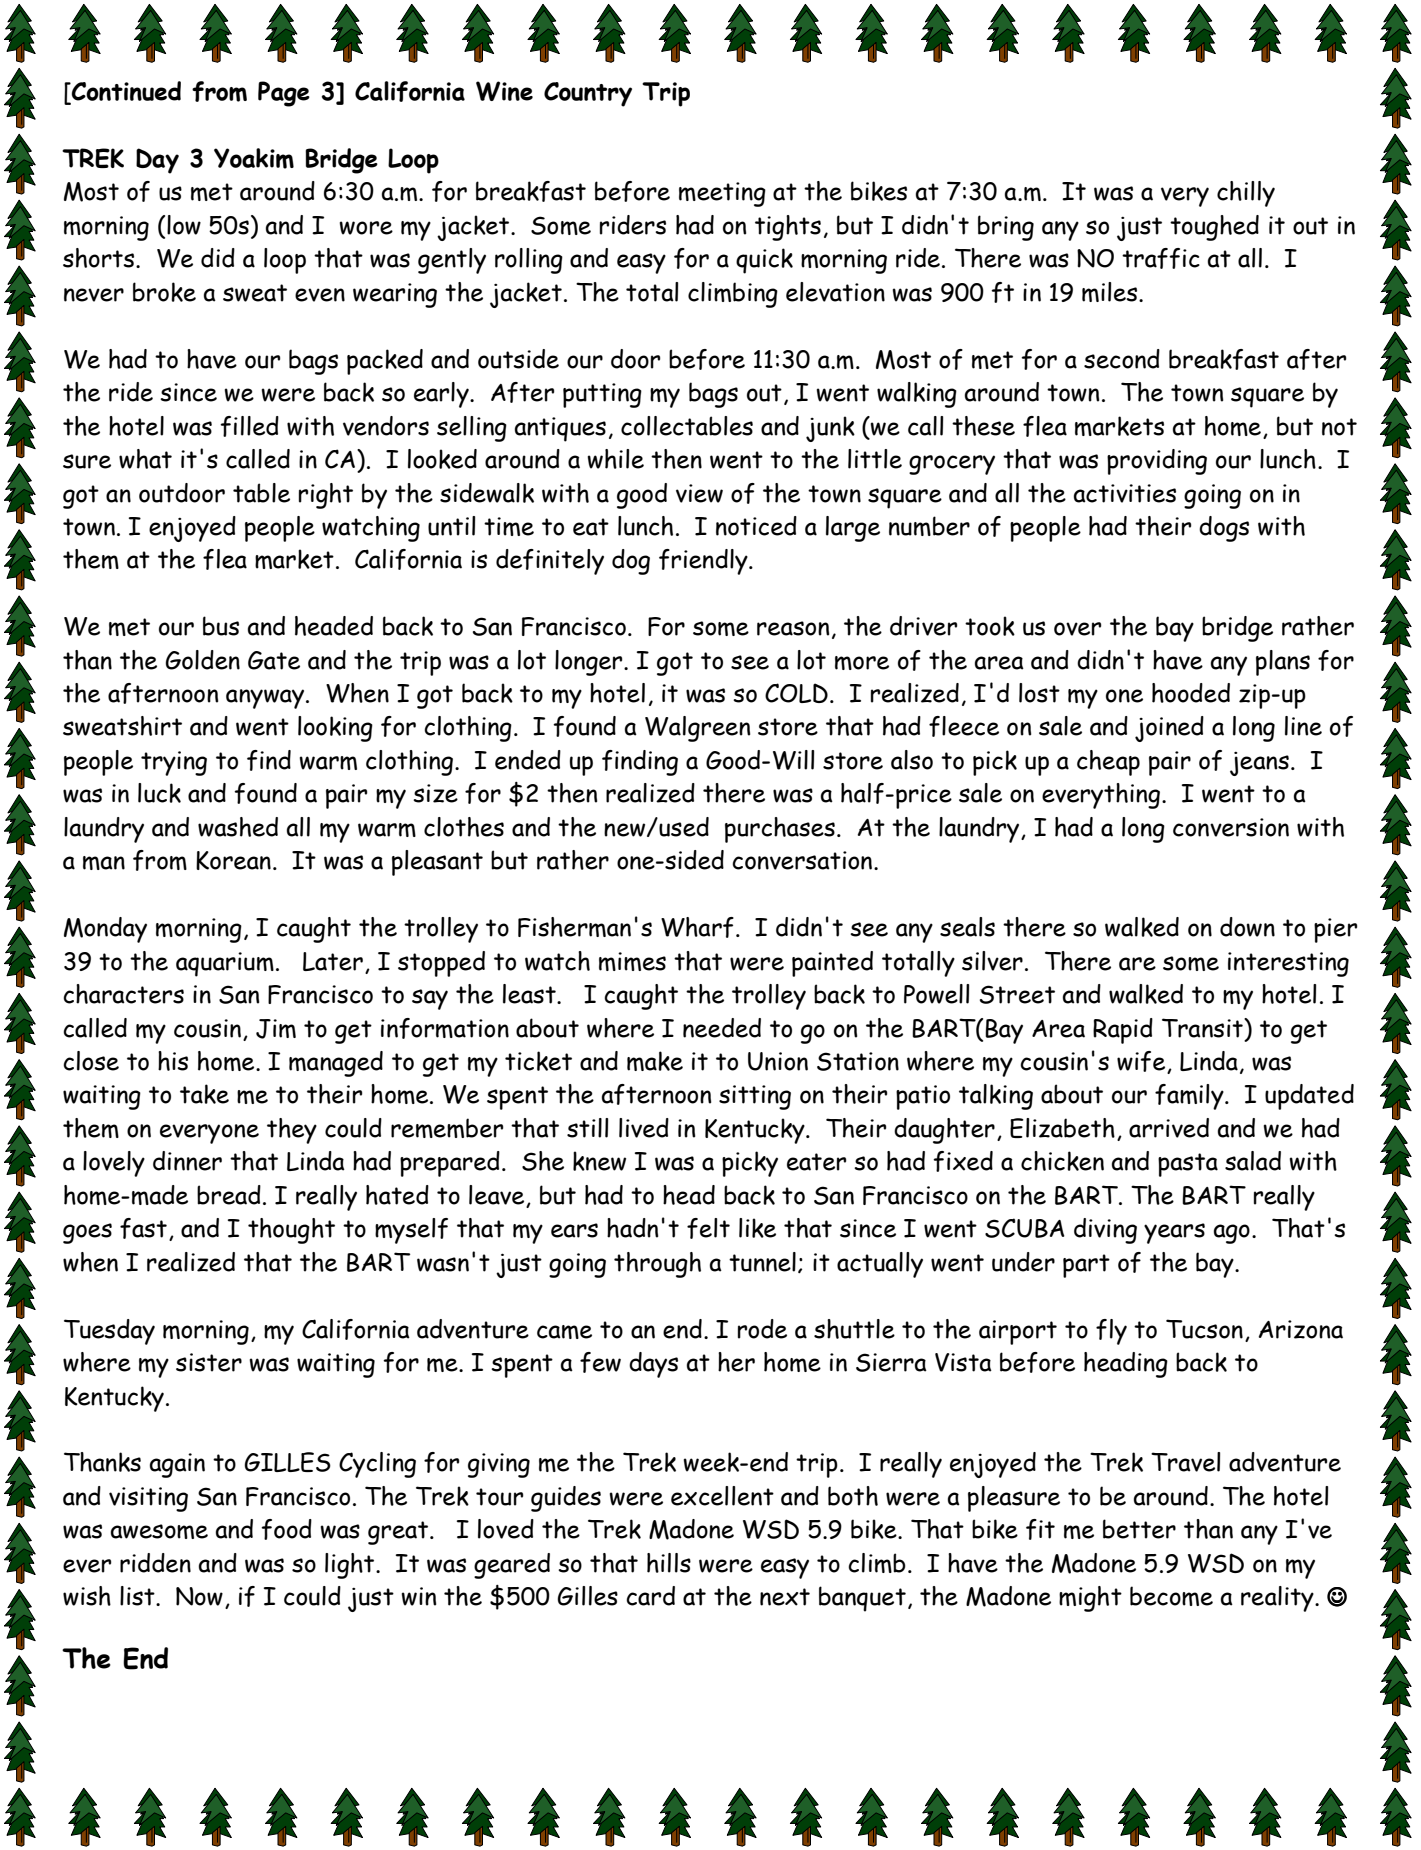 [Continued from Page 3] California Wine Country Trip
TREK Day 3 Yoakim Bridge Loop
Most of us met around 6:30 a.m. for breakfast before meeting at the bikes at 7:30 a.m. It was a very chilly
morning (low 50s) and I wore my jacket. Some riders had on tights, but I didn't bring any so just toughed it out in
shorts. We did a loop that was gently rolling and easy for a quick morning ride. There was NO traffic at all. I
never broke a sweat even wearing the jacket. The total climbing elevation was 900 ft in 19 miles.
We had to have our bags packed and outside our door before 11:30 a.m. Most of met for a second breakfast after
the ride since we were back so early. After putting my bags out, I went walking around town. The town square by
the hotel was filled with vendors selling antiques, collectables and junk (we call these flea markets at home, but not
sure what it's called in CA). I looked around a while then went to the little grocery that was providing our lunch. I
got an outdoor table right by the sidewalk with a good view of the town square and all the activities going on in
town. I enjoyed people watching until time to eat lunch. I noticed a large number of people had their dogs with
them at the flea market. California is definitely dog friendly.
We met our bus and headed back to San Francisco. For some reason, the driver took us over the bay bridge rather
than the Golden Gate and the trip was a lot longer. I got to see a lot more of the area and didn't have any plans for
the afternoon anyway. When I got back to my hotel, it was so COLD. I realized, I'd lost my one hooded zip-up
sweatshirt and went looking for clothing. I found a Walgreen store that had fleece on sale and joined a long line of
people trying to find warm clothing. I ended up finding a Good-Will store also to pick up a cheap pair of jeans. I
was in luck and found a pair my size for $2 then realized there was a half-price sale on everything. I went to a
laundry and washed all my warm clothes and the new/used purchases. At the laundry, I had a long conversion with
a man from Korean. It was a pleasant but rather one-sided conversation.
Monday morning, I caught the trolley to Fisherman's Wharf. I didn't see any seals there so walked on down to pier
39 to the aquarium. Later, I stopped to watch mimes that were painted totally silver. There are some interesting
characters in San Francisco to say the least. I caught the trolley back to Powell Street and walked to my hotel. I
called my cousin, Jim to get information about where I needed to go on the BART(Bay Area Rapid Transit) to get
close to his home. I managed to get my ticket and make it to Union Station where my cousin's wife, Linda, was
waiting to take me to their home. We spent the afternoon sitting on their patio talking about our family. I updated
them on everyone they could remember that still lived in Kentucky. Their daughter, Elizabeth, arrived and we had
a lovely dinner that Linda had prepared. She knew I was a picky eater so had fixed a chicken and pasta salad with
home-made bread. I really hated to leave, but had to head back to San Francisco on the BART. The BART really
goes fast, and I thought to myself that my ears hadn't felt like that since I went SCUBA diving years ago. That's
when I realized that the BART wasn't just going through a tunnel; it actually went under part of the bay.
Tuesday morning, my California adventure came to an end. I rode a shuttle to the airport to fly to Tucson, Arizona
where my sister was waiting for me. I spent a few days at her home in Sierra Vista before heading back to
Kentucky.
Thanks again to GILLES Cycling for giving me the Trek week-end trip. I really enjoyed the Trek Travel adventure
and visiting San Francisco. The Trek tour guides were excellent and both were a pleasure to be around. The hotel
was awesome and food was great. I loved the Trek Madone WSD 5.9 bike. That bike fit me better than any I've
ever ridden and was so light. It was geared so that hills were easy to climb. I have the Madone 5.9 WSD on my
wish list. Now, if I could just win the $500 Gilles card at the next banquet, the Madone might become a reality. ☺
The End